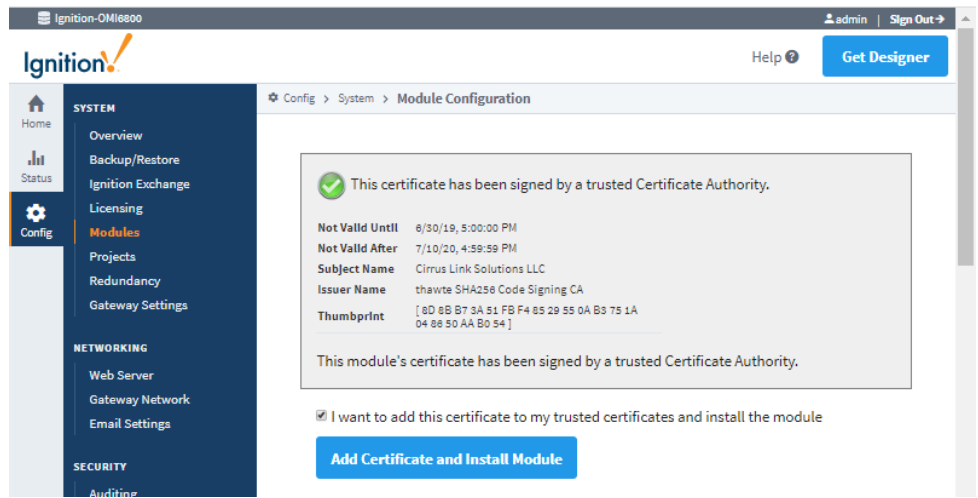 Ignition-OMI6800
admin | Sign Out
Ignition!
Help
Get Designer
Home
Status
Config
SYSTEM
Overview
Backup/Restore
Ignition Exchange
Licensing
Modules
Projects
Redundancy
Gateway Settings
NETWORKING
Web Server
Gateway Network
Email Settings
SECURITY
Auditing
Config > System > Module Configuration
This certificate has been signed by a trusted Certificate Authority.
Not Valid Until 6/30/19, 5:00:00 PM
Not Valid After 7/10/20, 4:59:59 PM
Subject Name Cirrus Link Solutions LLC
Issuer Name thawte SHA256 Code Signing CA
Thumbprint [ 8D 8B B7 3A 51 FB F4 85 29 55 0A B3 75 1A
04 86 50 AA B0 54 ]
This module's certificate has been signed by a trusted Certificate Authority.
I want to add this certificate to my trusted certificates and install the module
Add Certificate and Install Module